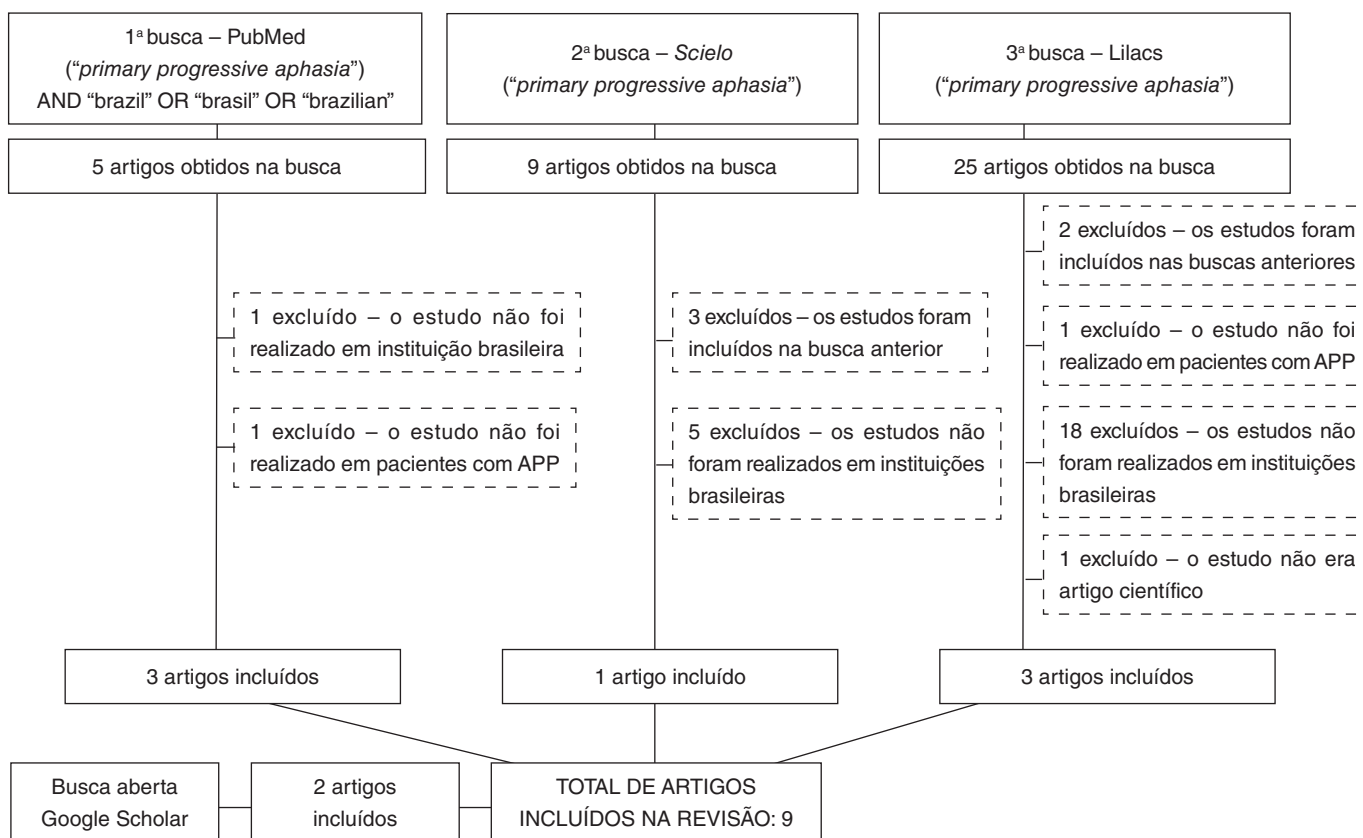 1ª busca – PubMed
("primary progressive aphasia")
AND "brazil" OR "brasil" OR "brazilian"
5 artigos obtidos na busca
1 excluído – o estudo não foi
realizado em instituição brasileira
1 excluído – o estudo não foi
realizado em pacientes com APP
3 artigos incluídos
2ª busca – Scielo
("primary progressive aphasia")
9 artigos obtidos na busca
3 excluídos – os estudos foram
incluídos na busca anterior
5 excluídos – os estudos não
foram realizados em instituições
brasileiras
1 artigo incluído
3ª busca – Lilacs
("primary progressive aphasia")
25 artigos obtidos na busca
2 excluídos – os estudos foram
incluídos nas buscas anteriores
1 excluído – o estudo não foi
realizado em pacientes com APP
18 excluídos – os estudos não
foram realizados em instituições
brasileiras
1 excluído – o estudo não era
artigo científico
3 artigos incluídos
Busca aberta
Google Scholar
2 artigos
incluídos
TOTAL DE ARTIGOS
INCLUÍDOS NA REVISÃO: 9